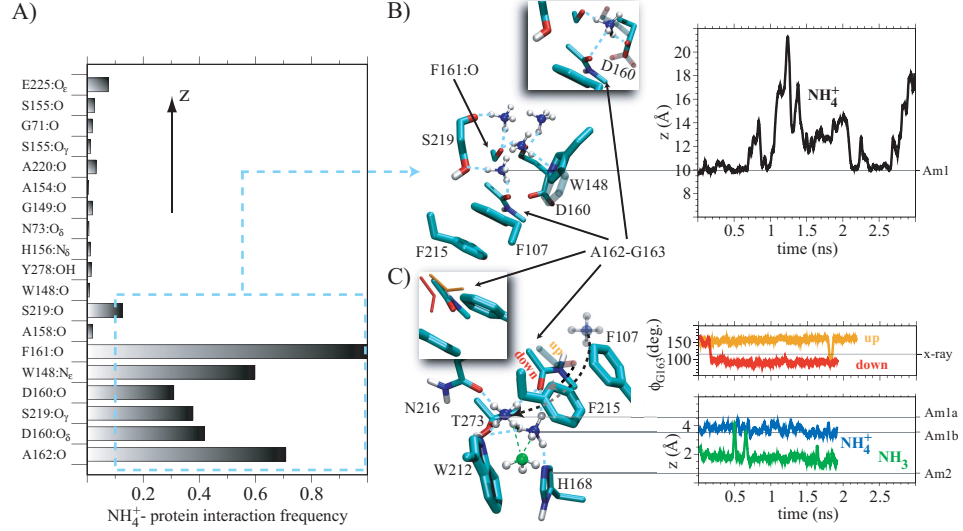 A)
E225:Oε
S155:O
G71:O
S155:Oγ
A220:O
A154:O
G149:O
N73:Oδ
H156:Nδ
Y278:OH
W148:O
S219:O
A158:O
F161:O
W148:Nε
D160:O
S219:Oγ
D160:Oδ
A162:O
z
0.2 0.4 0.6 0.8
NH4+- protein interaction frequency
B)
D160
F161:O
S219
W148
D160
F215
F107
A162-G163
20
18
16
14
12
10
z (Å)
NH4+
Am1
0.5 1 1.5 2 2.5
time (ns)
C)
F107
up
down
N216
T273
F215
W212
H168
150
100
ϕG163(deg.)
up
down
x-ray
4
2
z (Å)
NH4+
NH3
Am1a
Am1b
Am2
0.5 1 1.5 2 2.5
time (ns)